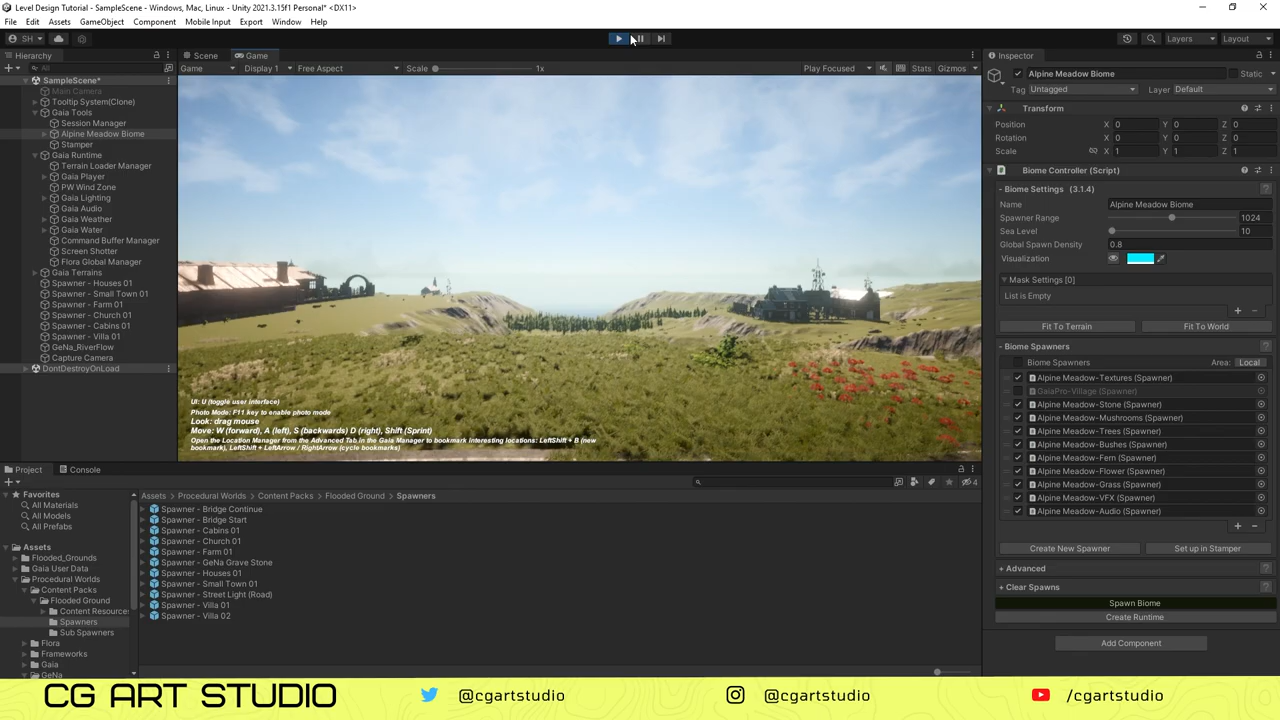 Level Design Tutorial - SampleScene - Windows, Mac, Linux - Unity 2021.3.15f1 Personal* <DX11>
File Edit Assets GameObject Component Mobile Input Export Window Help
SH Layers Layout
Hierarchy Scene Game Inspector
All Game Display 1 Free Aspect Scale 1x Play Focused Stats Gizmos
Alpine Meadow Biome Static
Tag Untagged Layer Default
SampleScene*
Main Camera
Tooltip System(Clone)
Gaia Tools
Session Manager
Alpine Meadow Biome
Stamper
Gaia Runtime
Terrain Loader Manager
Gaia Player
PW Wind Zone
Gaia Lighting
Gaia Audio
Gaia Weather
Gaia Water
Command Buffer Manager
Screen Shotter
Flora Global Manager
Gaia Terrains
Spawner - Houses 01
Spawner - Small Town 01
Spawner - Farm 01
Spawner - Church 01
Spawner - Cabins 01
Spawner - Villa 01
GeNa_RiverFlow
Capture Camera
DontDestroyOnLoad
UI: U (toggle user interface)
Photo Mode: F11 key to enable photo mode
Look: drag mouse
Move: W (forward), A (left), S (backwards) D (right), Shift (Sprint)
Open the Location Manager from the Advanced Tab in the Gaia Manager to bookmark interesting locations: LeftShift + B (new
bookmark), LeftShift + LeftArrow / RightArrow (cycle bookmarks)
Transform
Position X 0 Y 0 Z 0
Rotation X 0 Y 0 Z 0
Scale X 1 Y 1 Z 1
Biome Controller (Script)
- Biome Settings (3.1.4)
Name Alpine Meadow Biome
Spawner Range 1024
Sea Level 10
Global Spawn Density 0.8
Visualization
Mask Settings [0]
List is Empty
Fit To Terrain Fit To World
- Biome Spawners
Biome Spawners Area: Local
Alpine Meadow-Textures (Spawner)
GaiaPro-Village (Spawner)
Alpine Meadow-Stone (Spawner)
Alpine Meadow-Mushrooms (Spawner)
Alpine Meadow-Trees (Spawner)
Alpine Meadow-Bushes (Spawner)
Alpine Meadow-Fern (Spawner)
Alpine Meadow-Flower (Spawner)
Alpine Meadow-Grass (Spawner)
Alpine Meadow-VFX (Spawner)
Alpine Meadow-Audio (Spawner)
Create New Spawner Set up in Stamper
+ Advanced
+ Clear Spawns
Spawn Biome
Create Runtime
Add Component
Project Console
4
Favorites
All Materials
All Models
All Prefabs
Assets
Flooded_Grounds
Gaia User Data
Procedural Worlds
Content Packs
Flooded Ground
Content Resources
Spawners
Sub Spawners
Flora
Frameworks
Gaia
GeNa
Assets Procedural Worlds Content Packs Flooded Ground Spawners
Spawner - Bridge Continue
Spawner - Bridge Start
Spawner - Cabins 01
Spawner - Church 01
Spawner - Farm 01
Spawner - GeNa Grave Stone
Spawner - Houses 01
Spawner - Small Town 01
Spawner - Street Light (Road)
Spawner - Villa 01
Spawner - Villa 02
CG ART STUDIO @cgartstudio @cgartstudio /cgartstudio